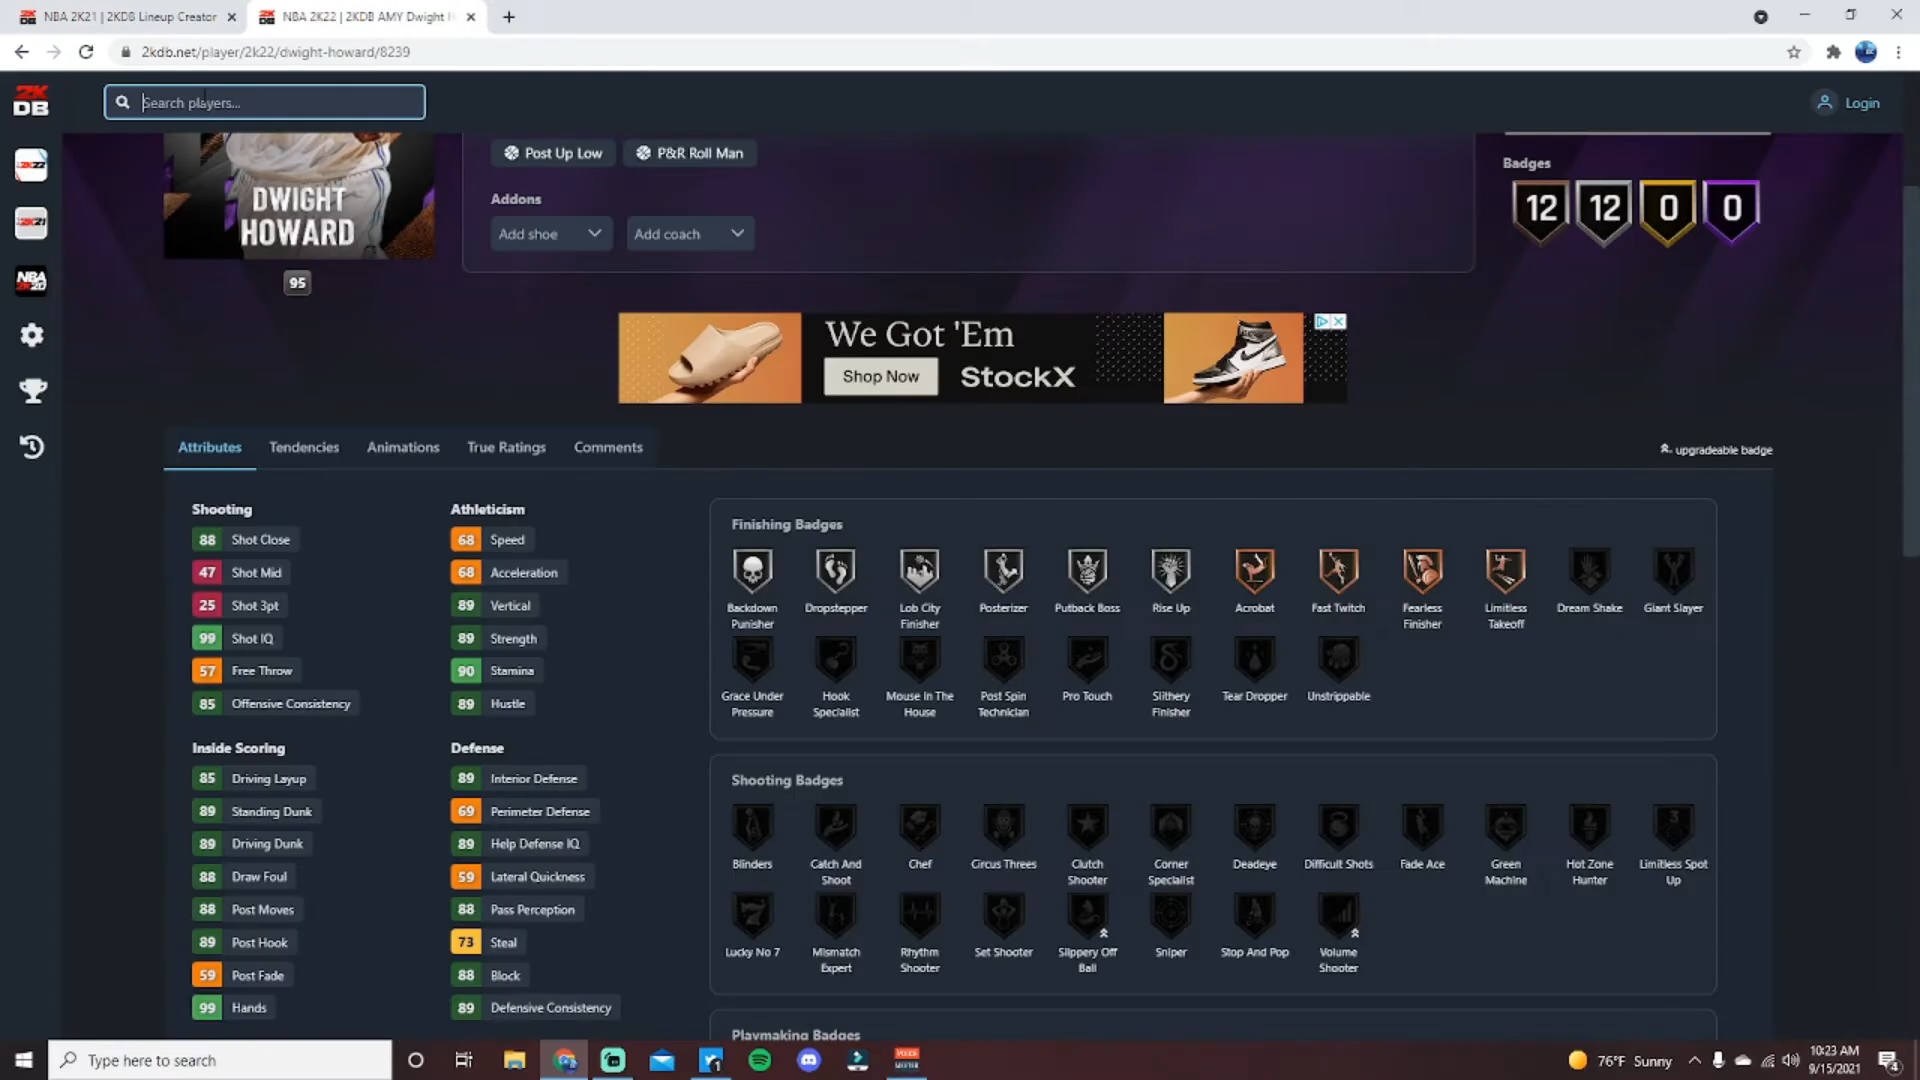 NBA 2K21 | 2KDB Lineup Creator
NBA 2K22 | 2KDB AMY Dwight H
2kdb.net/player/2k22/dwight-howard/8239
2K
DB
Search players...
Login
2K22
2K21
NBA
2K20
DWIGHT
HOWARD
95
Post Up Low
P&R Roll Man
Addons
Add shoe
Add coach
Badges
12
12
0
0
We Got 'Em
Shop Now
StockX
Attributes
Tendencies
Animations
True Ratings
Comments
upgradeable badge
Shooting
88 Shot Close
47 Shot Mid
25 Shot 3pt
99 Shot IQ
57 Free Throw
85 Offensive Consistency
Inside Scoring
85 Driving Layup
89 Standing Dunk
89 Driving Dunk
88 Draw Foul
88 Post Moves
89 Post Hook
59 Post Fade
99 Hands
Athleticism
68 Speed
68 Acceleration
89 Vertical
89 Strength
90 Stamina
89 Hustle
Defense
89 Interior Defense
69 Perimeter Defense
89 Help Defense IQ
59 Lateral Quickness
88 Pass Perception
73 Steal
88 Block
89 Defensive Consistency
Finishing Badges
Backdown
Punisher
Dropstepper
Lob City
Finisher
Posterizer
Putback Boss
Rise Up
Acrobat
Fast Twitch
Fearless
Finisher
Limitless
Takeoff
Dream Shake
Giant Slayer
Grace Under
Pressure
Hook
Specialist
Mouse In The
House
Post Spin
Technician
Pro Touch
Slithery
Finisher
Tear Dropper
Unstrippable
Shooting Badges
Blinders
Catch And
Shoot
Chef
Circus Threes
Clutch
Shooter
Corner
Specialist
Deadeye
Difficult Shots
Fade Ace
Green
Machine
Hot Zone
Hunter
Limitless Spot
Up
Lucky No 7
Mismatch
Expert
Rhythm
Shooter
Set Shooter
Slippery Off
Ball
Sniper
Stop And Pop
Volume
Shooter
Playmaking Badges
Type here to search
76°F Sunny
10:23 AM
9/15/2021
4